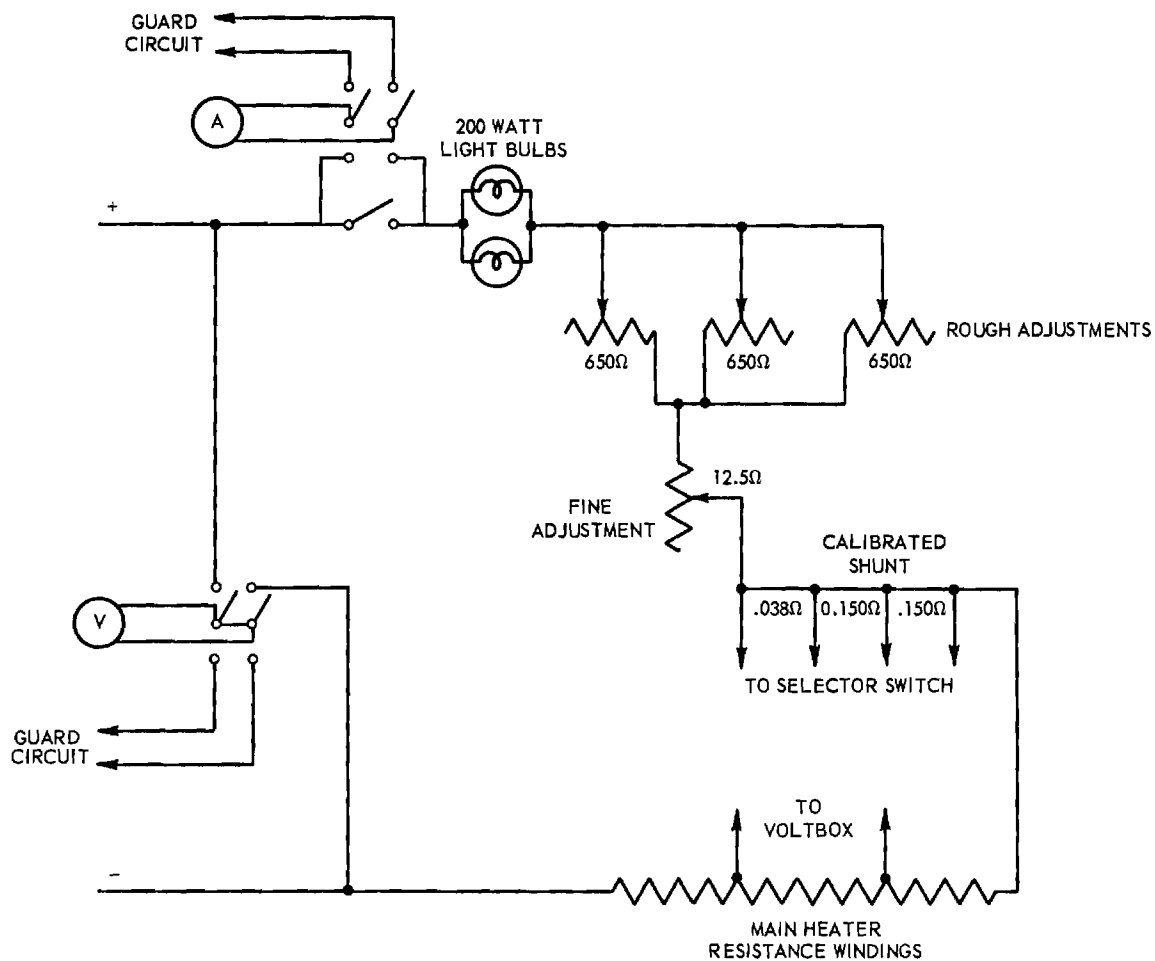 GUARD
CIRCUIT
A
200 WATT
LIGHT BULBS
+
650Ω
650Ω
650Ω
ROUGH ADJUSTMENTS
12.5Ω
FINE
ADJUSTMENT
CALIBRATED
SHUNT
.038Ω
0.150Ω
.150Ω
TO SELECTOR SWITCH
V
GUARD
CIRCUIT
TO
VOLTBOX
-
MAIN HEATER
RESISTANCE WINDINGS